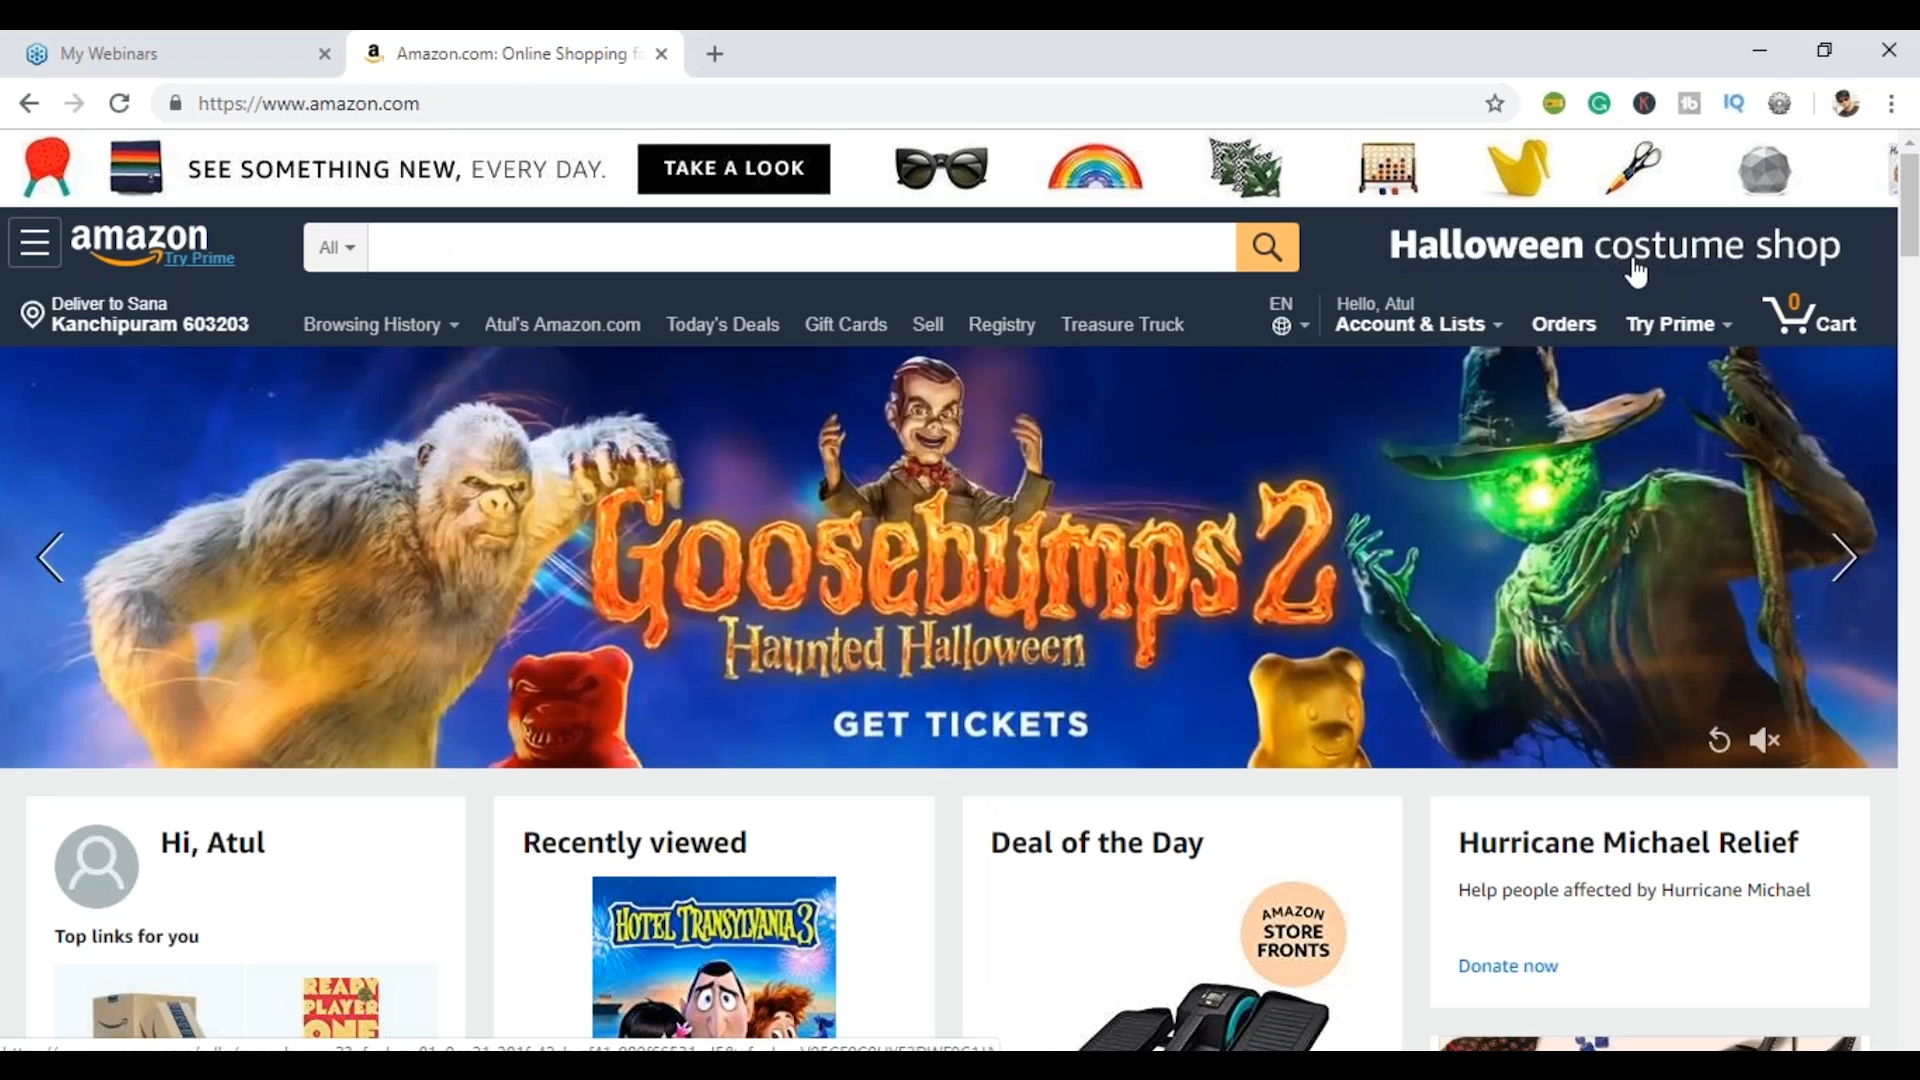 My Webinars
Amazon.com: Online Shopping fo
https://www.amazon.com
SEE SOMETHING NEW, EVERY DAY.
TAKE A LOOK
amazon
Try Prime
All
Halloween costume shop
Deliver to Sana
Kanchipuram 603203
Browsing History
Atul's Amazon.com
Today's Deals
Gift Cards
Sell
Registry
Treasure Truck
EN
Hello, Atul
Account & Lists
Orders
Try Prime
0
Cart
Goosebumps 2
Haunted Halloween
GET TICKETS
Hi, Atul
Top links for you
READY
PLAYER
ONE
Recently viewed
HOTEL TRANSYLVANIA 3
Deal of the Day
AMAZON
STORE
FRONTS
Hurricane Michael Relief
Help people affected by Hurricane Michael
Donate now